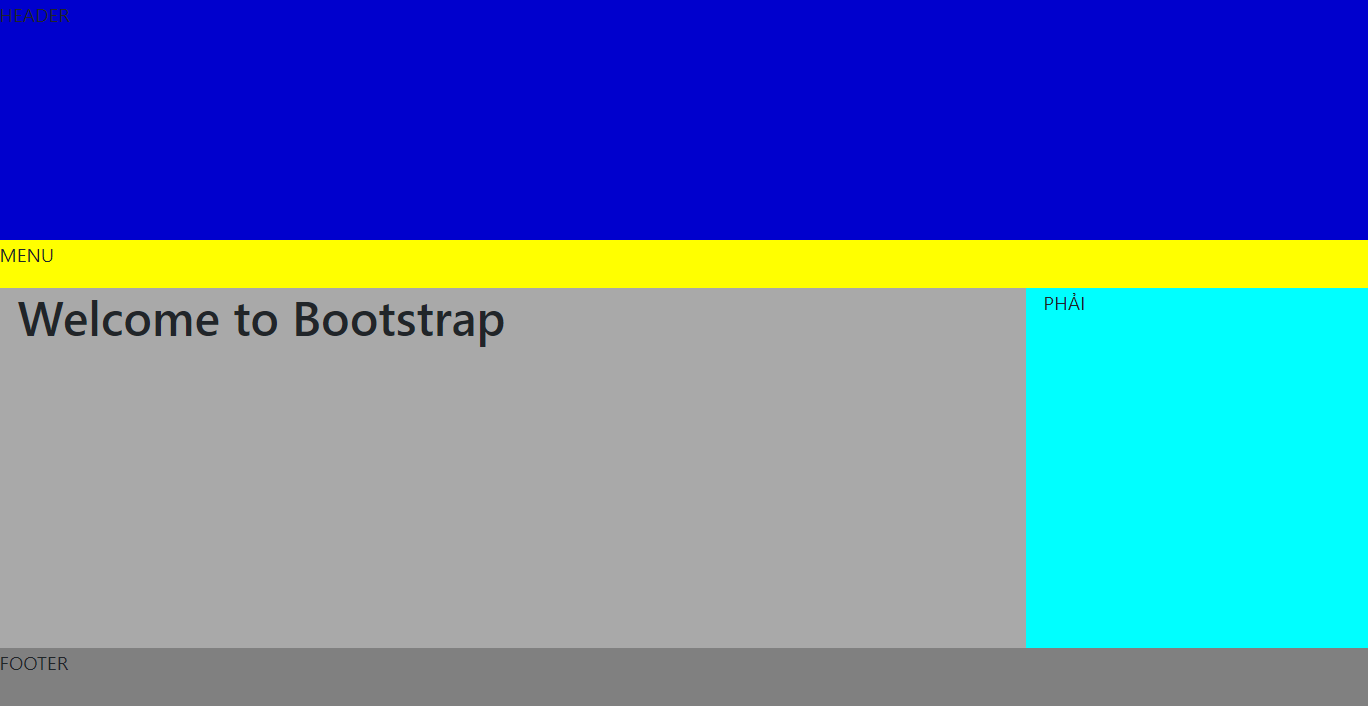 HEADER
MENU
Welcome to Bootstrap
PHẢI
FOOTER